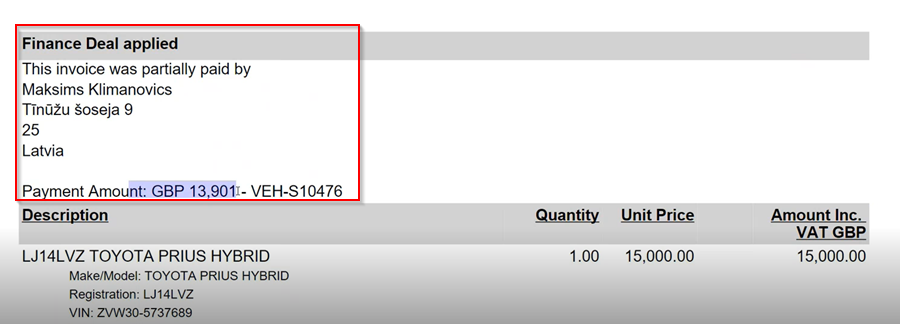 Finance Deal applied
This invoice was partially paid by
Maksims Klimanovics
Tīnūžu šoseja 9
25
Latvia
Payment Amount: GBP 13,901 - VEH-S10476
Description Quantity Unit Price Amount Inc. VAT GBP
LJ14LVZ TOYOTA PRIUS HYBRID 1.00 15,000.00 15,000.00
Make/Model: TOYOTA PRIUS HYBRID
Registration: LJ14LVZ
VIN: ZVW30-5737689